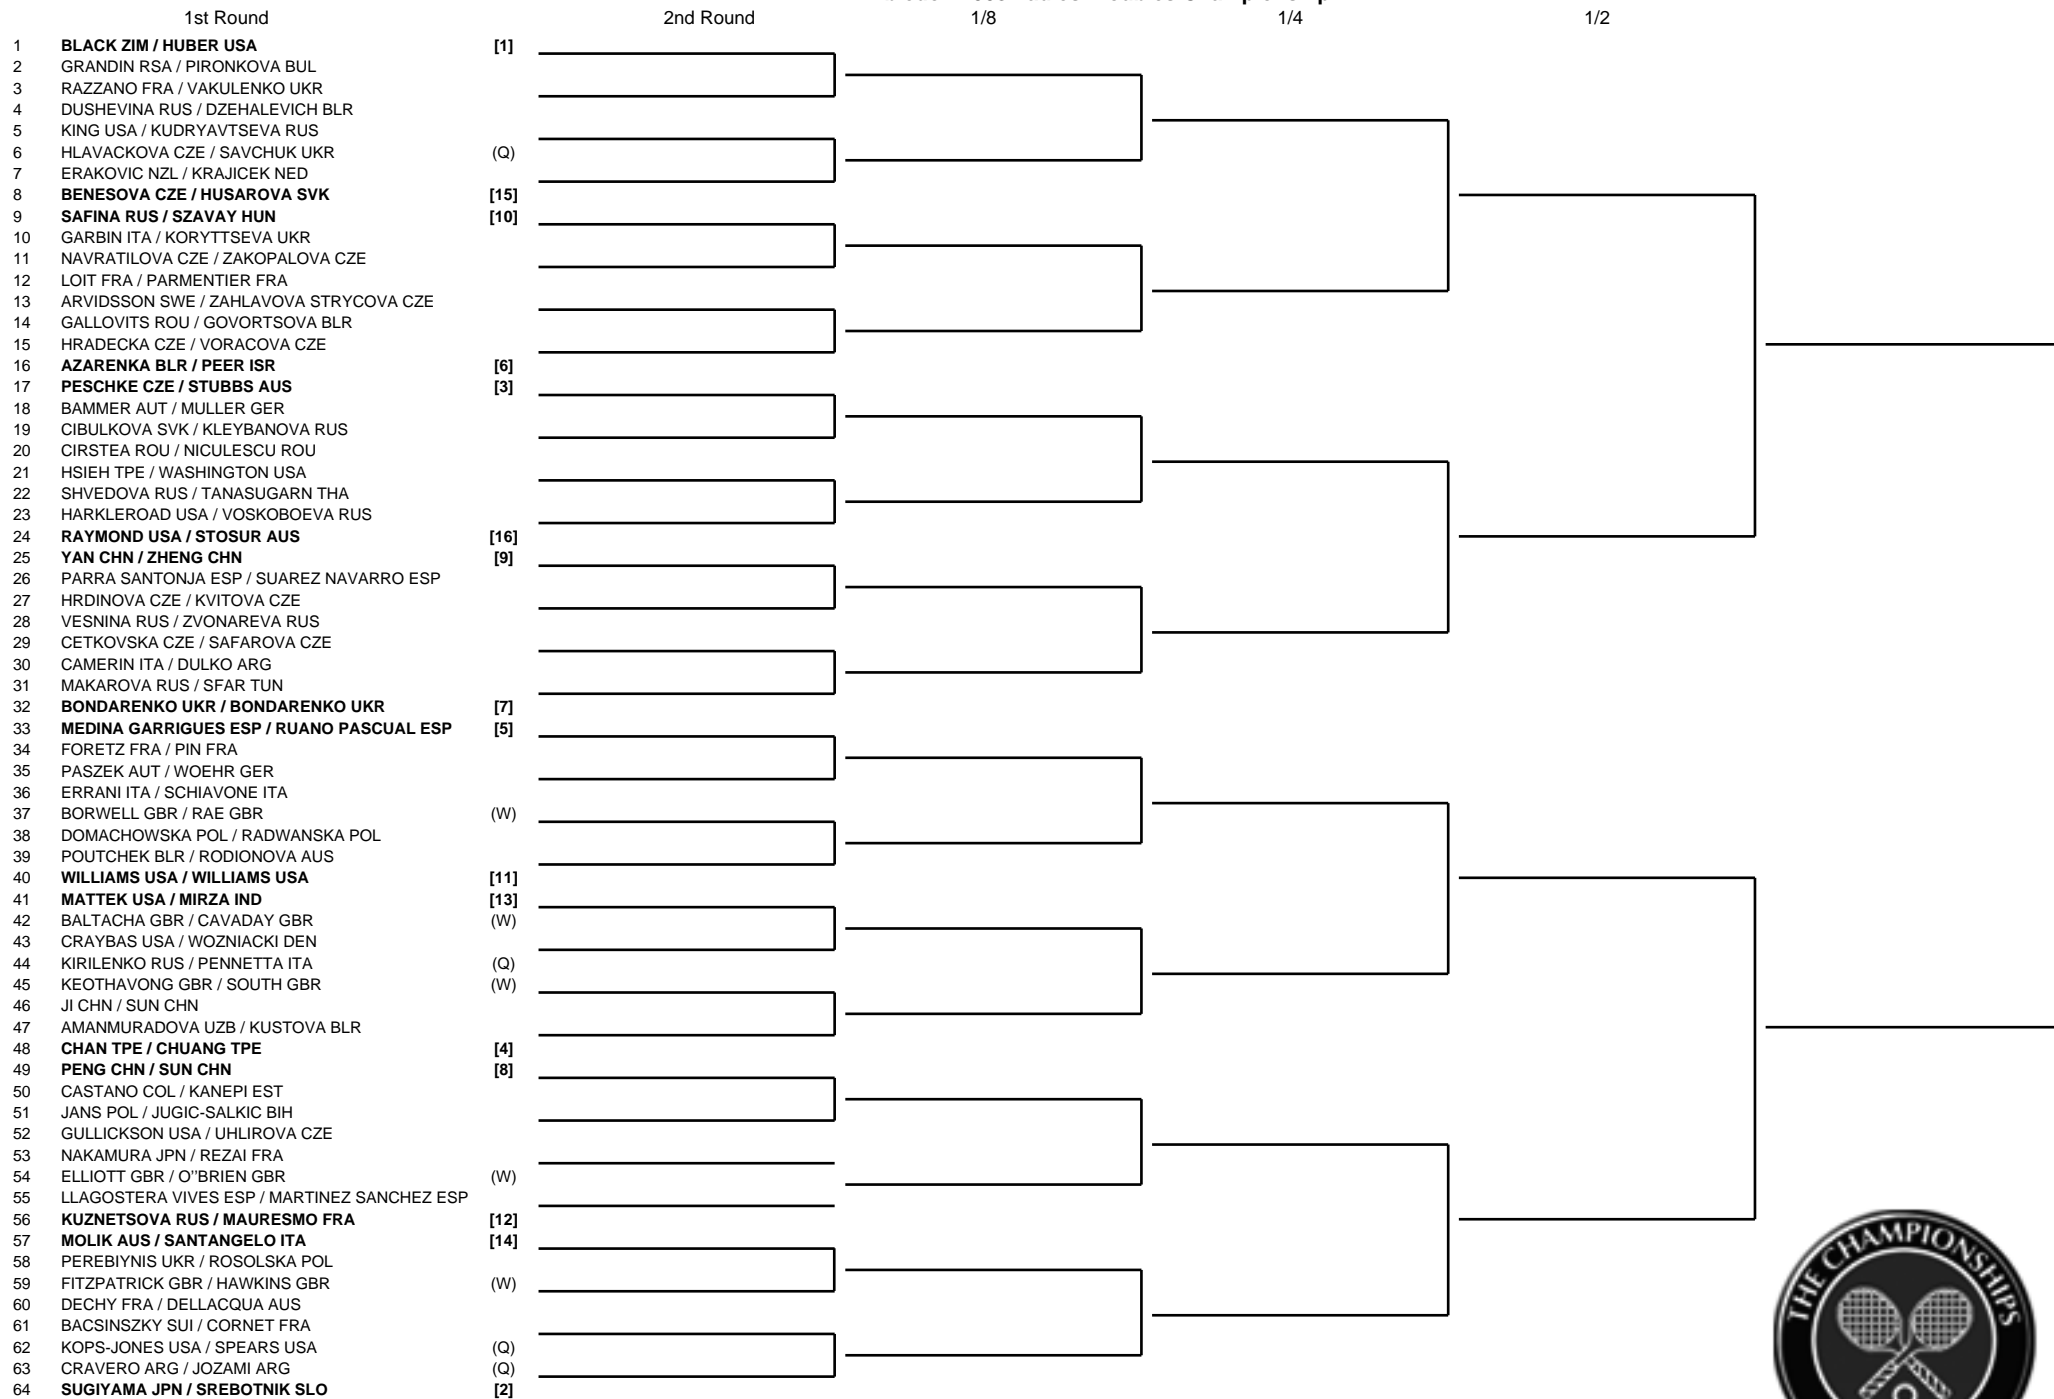 1st Round 2nd Round 1/8 1/4 1/2
1 BLACK ZIM / HUBER USA [1]
2 GRANDIN RSA / PIRONKOVA BUL
3 RAZZANO FRA / VAKULENKO UKR
4 DUSHEVINA RUS / DZEHALEVICH BLR
5 KING USA / KUDRYAVTSEVA RUS
6 HLAVACKOVA CZE / SAVCHUK UKR (Q)
7 ERAKOVIC NZL / KRAJICEK NED
8 BENESOVA CZE / HUSAROVA SVK [15]
9 SAFINA RUS / SZAVAY HUN [10]
10 GARBIN ITA / KORYTTSEVA UKR
11 NAVRATILOVA CZE / ZAKOPALOVA CZE
12 LOIT FRA / PARMENTIER FRA
13 ARVIDSSON SWE / ZAHLAVOVA STRYCOVA CZE
14 GALLOVITS ROU / GOVORTSOVA BLR
15 HRADECKA CZE / VORACOVA CZE
16 AZARENKA BLR / PEER ISR [6]
17 PESCHKE CZE / STUBBS AUS [3]
18 BAMMER AUT / MULLER GER
19 CIBULKOVA SVK / KLEYBANOVA RUS
20 CIRSTEA ROU / NICULESCU ROU
21 HSIEH TPE / WASHINGTON USA
22 SHVEDOVA RUS / TANASUGARN THA
23 HARKLEROAD USA / VOSKOBOEVA RUS
24 RAYMOND USA / STOSUR AUS [16]
25 YAN CHN / ZHENG CHN [9]
26 PARRA SANTONJA ESP / SUAREZ NAVARRO ESP
27 HRDINOVA CZE / KVITOVA CZE
28 VESNINA RUS / ZVONAREVA RUS
29 CETKOVSKA CZE / SAFAROVA CZE
30 CAMERIN ITA / DULKO ARG
31 MAKAROVA RUS / SFAR TUN
32 BONDARENKO UKR / BONDARENKO UKR [7]
33 MEDINA GARRIGUES ESP / RUANO PASCUAL ESP [5]
34 FORETZ FRA / PIN FRA
35 PASZEK AUT / WOEHR GER
36 ERRANI ITA / SCHIAVONE ITA
37 BORWELL GBR / RAE GBR (W)
38 DOMACHOWSKA POL / RADWANSKA POL
39 POUTCHEK BLR / RODIONOVA AUS
40 WILLIAMS USA / WILLIAMS USA [11]
41 MATTEK USA / MIRZA IND [13]
42 BALTACHA GBR / CAVADAY GBR (W)
43 CRAYBAS USA / WOZNIACKI DEN
44 KIRILENKO RUS / PENNETTA ITA (Q)
45 KEOTHAVONG GBR / SOUTH GBR (W)
46 JI CHN / SUN CHN
47 AMANMURADOVA UZB / KUSTOVA BLR
48 CHAN TPE / CHUANG TPE [4]
49 PENG CHN / SUN CHN [8]
50 CASTANO COL / KANEPI EST
51 JANS POL / JUGIC-SALKIC BIH
52 GULLICKSON USA / UHLIROVA CZE
53 NAKAMURA JPN / REZAI FRA
54 ELLIOTT GBR / O''BRIEN GBR (W)
55 LLAGOSTERA VIVES ESP / MARTINEZ SANCHEZ ESP
56 KUZNETSOVA RUS / MAURESMO FRA [12]
57 MOLIK AUS / SANTANGELO ITA [14]
58 PEREBIYNIS UKR / ROSOLSKA POL
59 FITZPATRICK GBR / HAWKINS GBR (W)
60 DECHY FRA / DELLACQUA AUS
61 BACSINSZKY SUI / CORNET FRA
62 KOPS-JONES USA / SPEARS USA (Q)
63 CRAVERO ARG / JOZAMI ARG (Q)
64 SUGIYAMA JPN / SREBOTNIK SLO [2]
THE CHAMPIONSHIPS